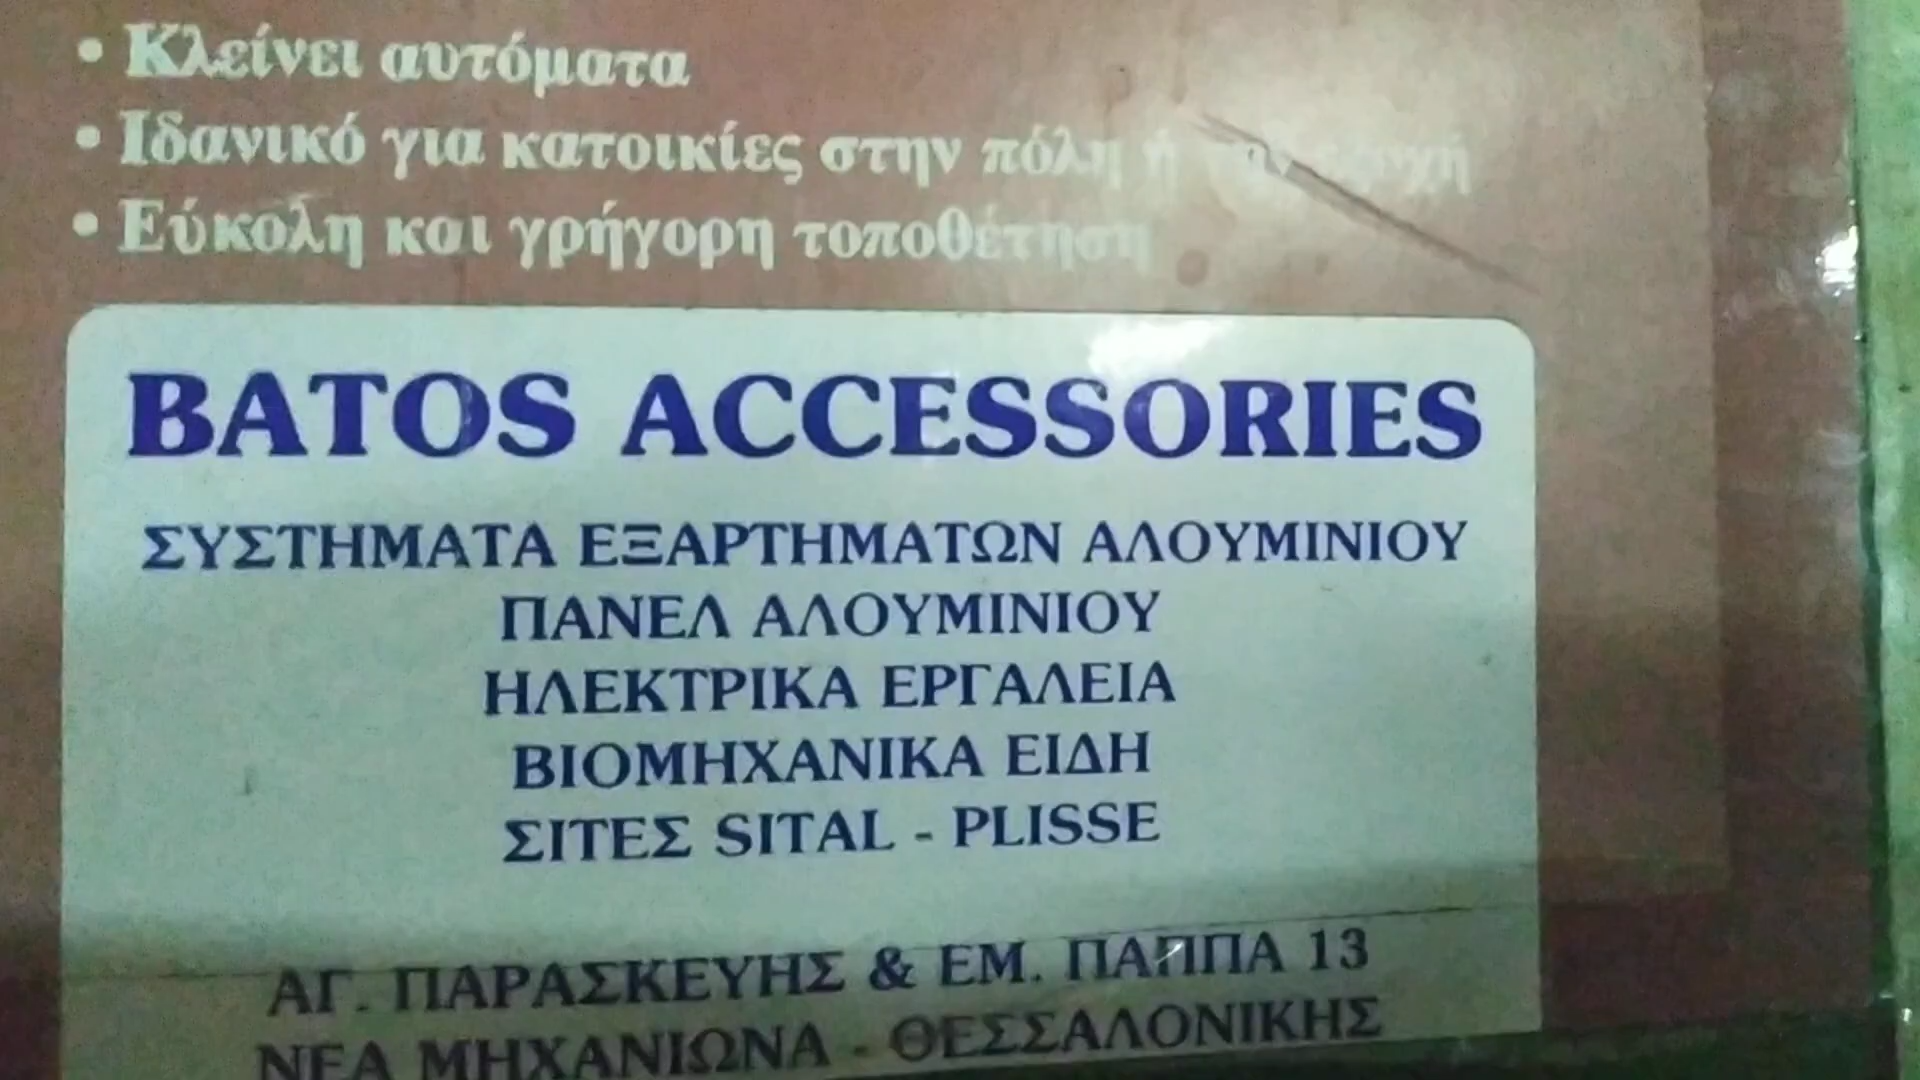 • Κλείνει αυτόματα
• Ιδανικό για κατοικίες στην πόλη ή
• Εύκολη και γρήγορη τοποθέτηση
BATOS ACCESSORIES
ΣΥΣΤΗΜΑΤΑ ΕΞΑΡΤΗΜΑΤΩΝ ΑΛΟΥΜΙΝΙΟΥ
ΠΑΝΕΛ ΑΛΟΥΜΙΝΙΟΥ
ΗΛΕΚΤΡΙΚΑ ΕΡΓΑΛΕΙΑ
ΒΙΟΜΗΧΑΝΙΚΑ ΕΙΔΗ
ΣΙΤΕΣ SITAL - PLISSE
ΑΓ. ΠΑΡΑΣΚΕΥΗΣ & ΕΜ. ΠΑΠΠΑ 13
ΝΕΑ ΜΗΧΑΝΙΩΝΑ - ΘΕΣΣΑΛΟΝΙΚΗΣ